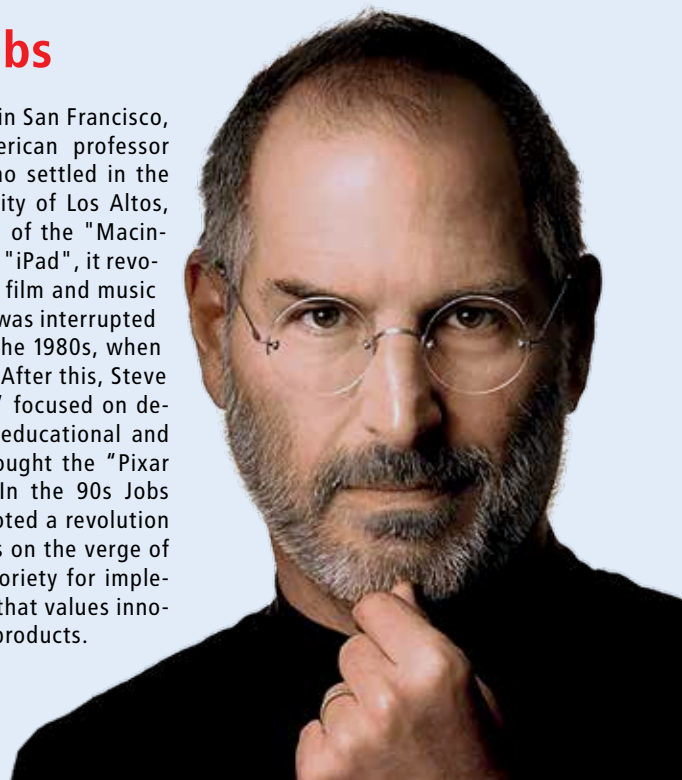 bs
in San Francisco,
erican professor
no settled in the
ity of Los Altos,
of the "Macin-
"iPad", it revo-
film and music
was interrupted
he 1980s, when
After this, Steve
focused on de-
educational and
ought the “Pixar
In the 90s Jobs
oted a revolution
s on the verge of
oriety for imple-
that values inno-
products.